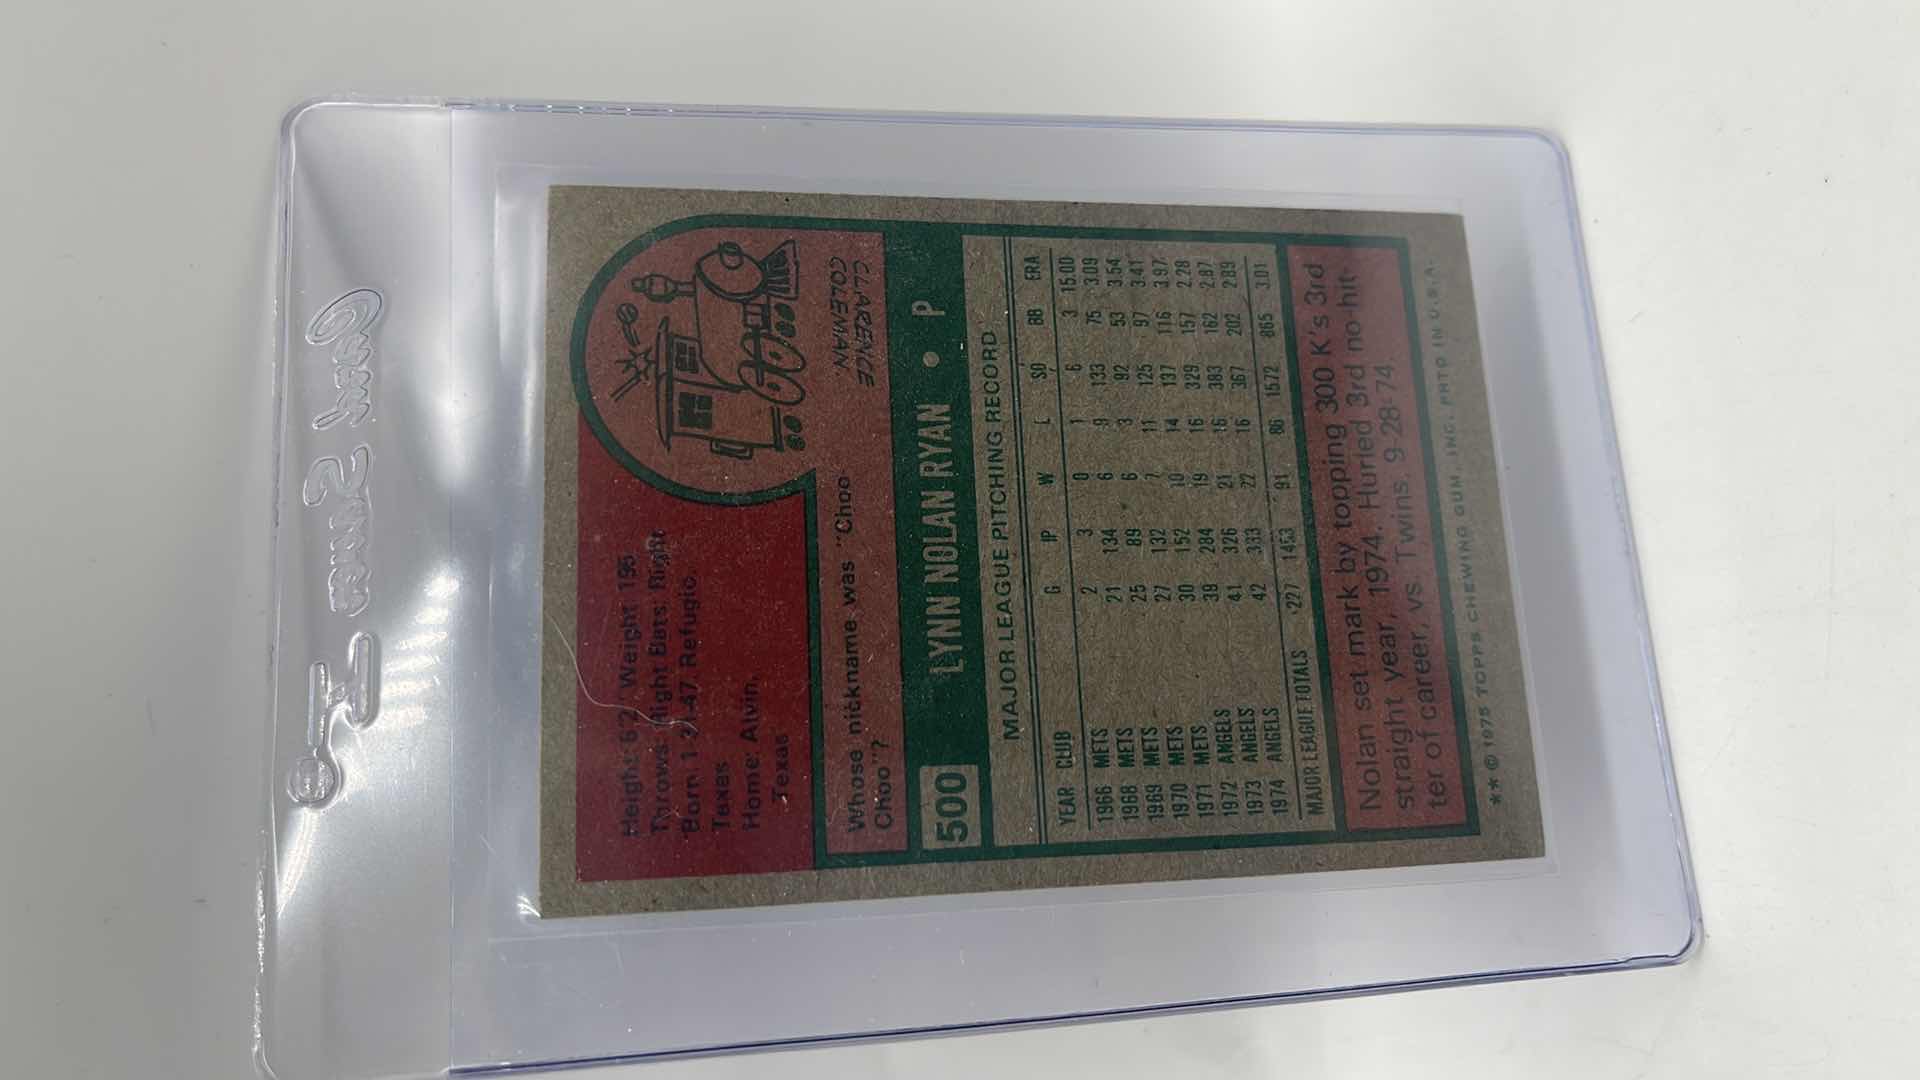 Card Saver I
Height: 6'2" Weight 195
Throws: Right Bats: Right
Born 1-31-47, Refugio,
Texas
Home: Alvin,
Texas
CLARENCE
COLEMAN.
Whose nickname was "Choo-
Choo"?
500 LYNN NOLAN RYAN • P
MAJOR LEAGUE PITCHING RECORD
YEAR CLUB G IP W L SO BB ERA
1966 METS 2 3 0 1 6 3 15.00
1968 METS 21 134 6 9 133 75 3.09
1969 METS 25 89 6 3 92 53 3.54
1970 METS 27 132 7 11 125 97 3.41
1971 METS 30 152 10 14 137 116 3.97
1972 ANGELS 39 284 19 16 329 157 2.28
1973 ANGELS 41 326 21 16 383 162 2.87
1974 ANGELS 42 333 22 16 367 202 2.89
MAJOR LEAGUE TOTALS 227 1453 91 86 1572 865 3.01
Nolan set mark by topping 300 K's 3rd
straight year, 1974. Hurled 3rd no-hit-
ter of career, vs. Twins, 9-28-74.
** © 1975 TOPPS CHEWING GUM, INC. PRTD IN U.S.A.